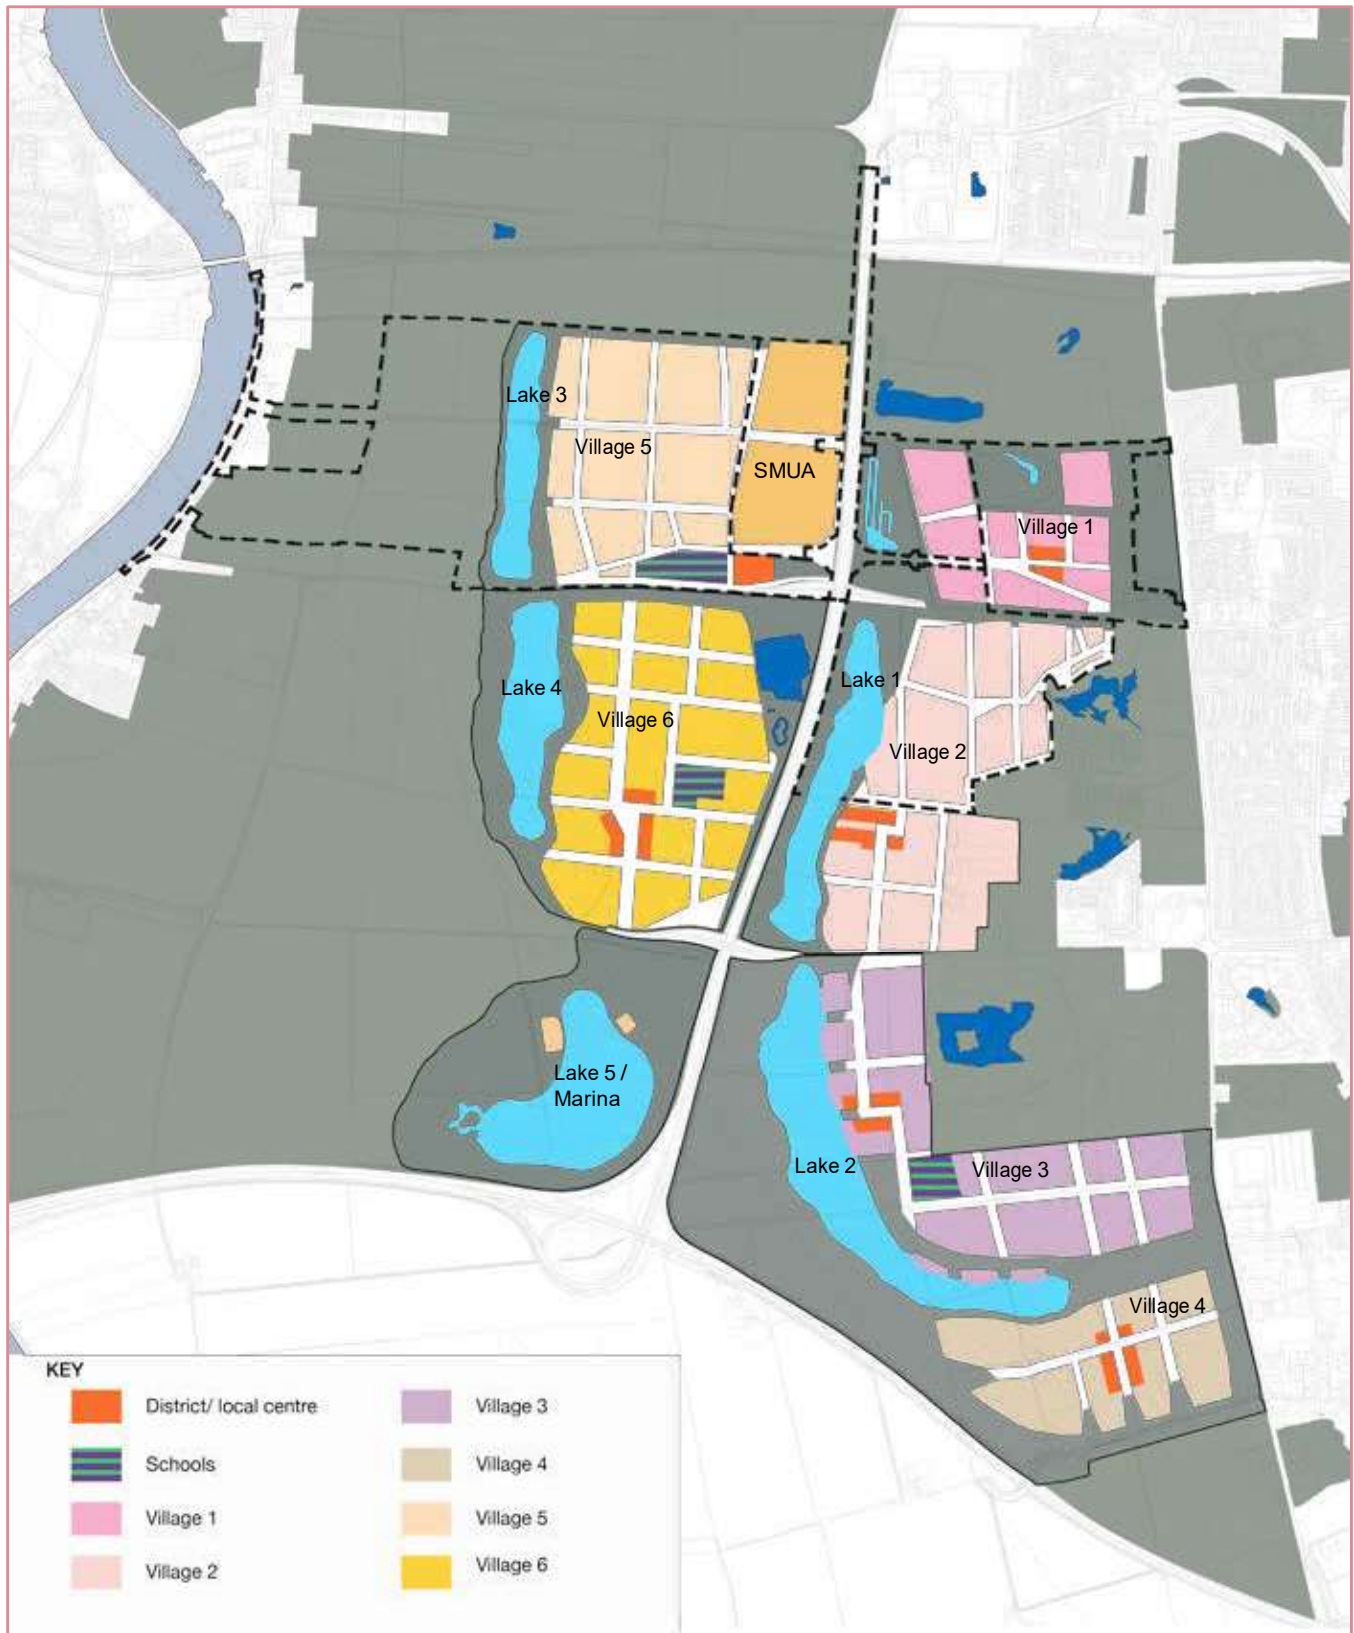 Lake 3
Village 5
SMUA
Village 1
Lake 4
Lake 1
Village 6
Village 2
Lake 5 /
Marina
Lake 2
Village 3
Village 4
KEY
District/ local centre
Schools
Village 1
Village 2
Village 3
Village 4
Village 5
Village 6